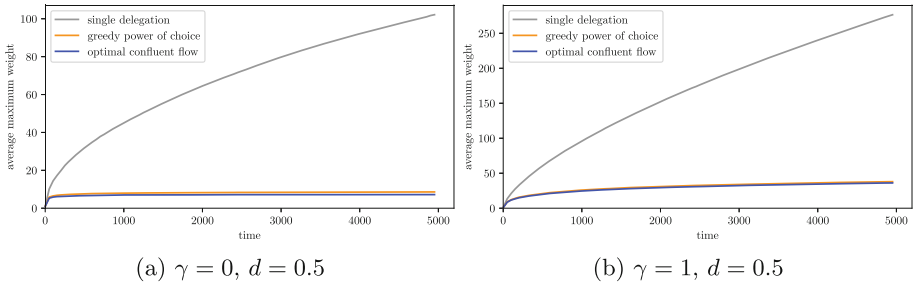 average maximum weight
100
80
60
40
20
0
single delegation
greedy power of choice
optimal confluent flow
0 1000 2000 3000 4000 5000
time
(a) γ = 0, d = 0.5
average maximum weight
250
200
150
100
50
0
single delegation
greedy power of choice
optimal confluent flow
0 1000 2000 3000 4000 5000
time
(b) γ = 1, d = 0.5